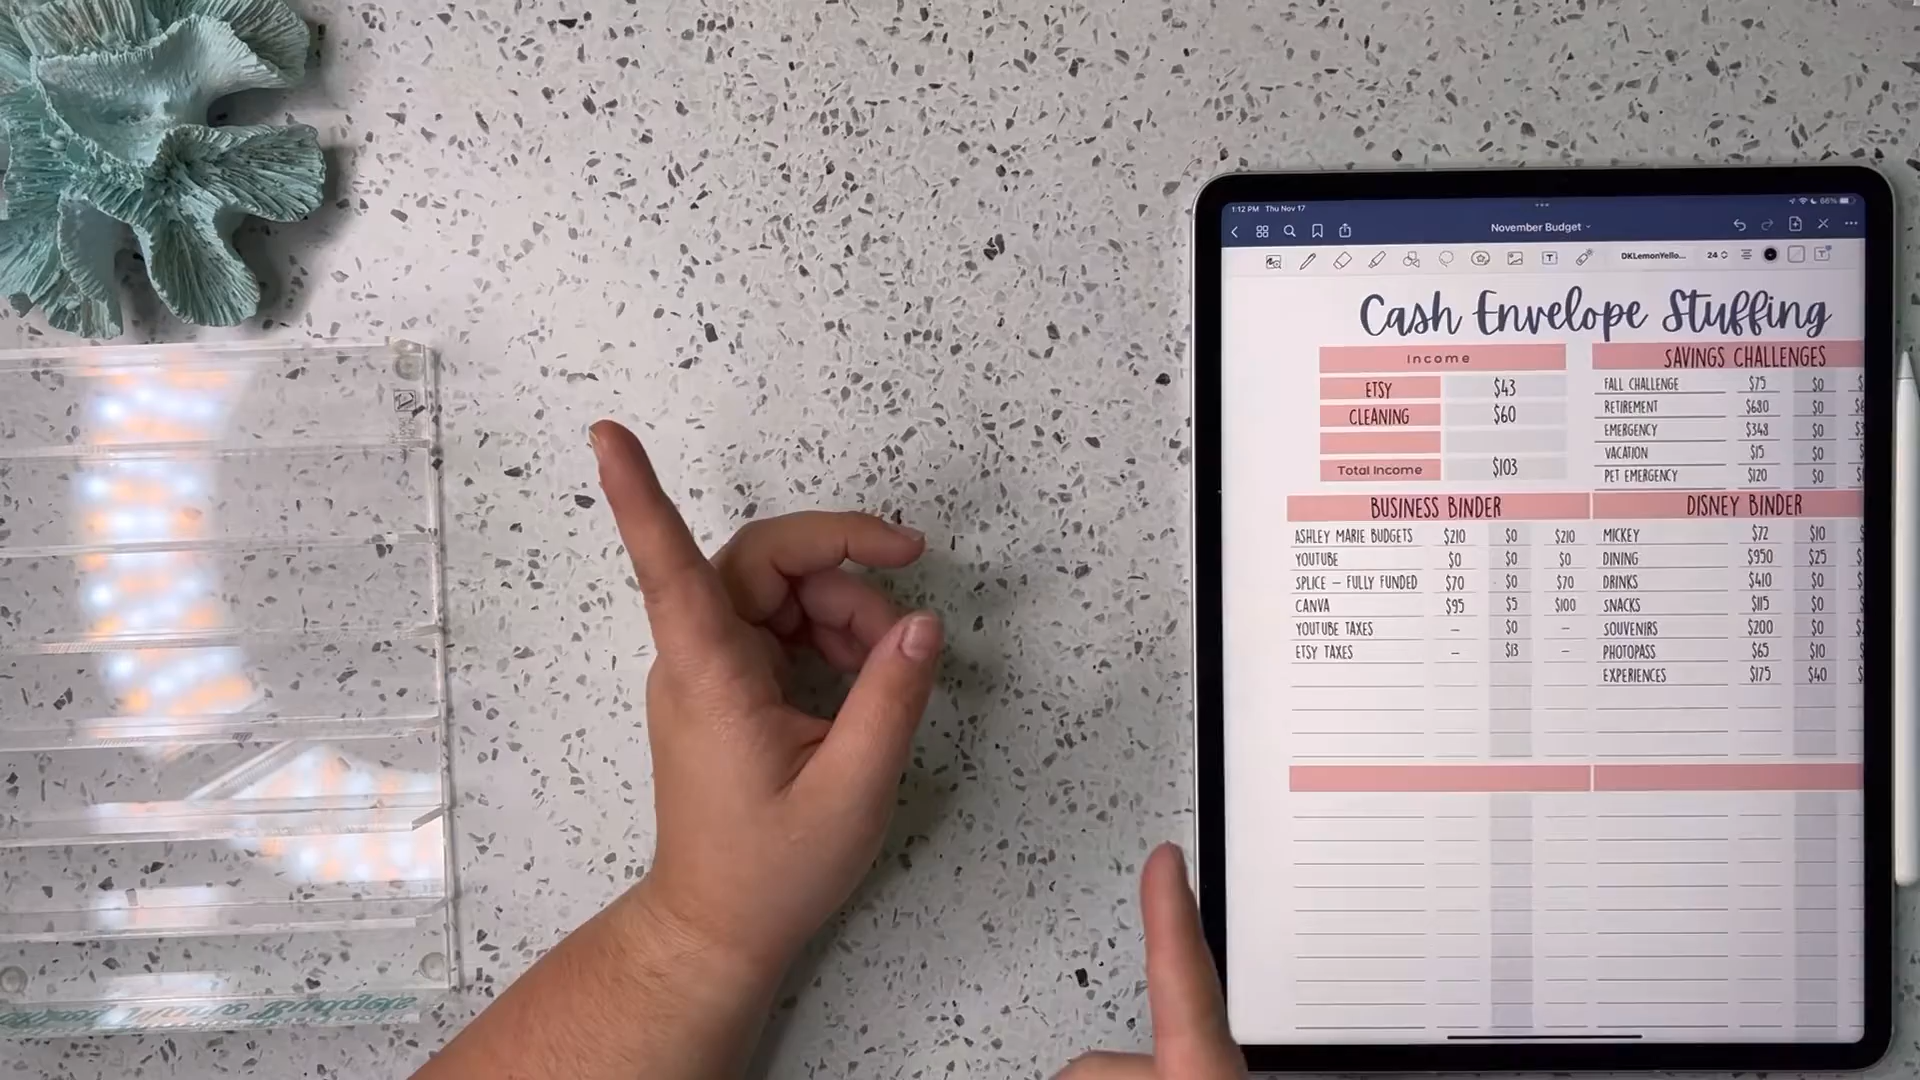 1:12 PM Thu Nov 17
66%
November Budget
DKLemonYello... 24
Cash Envelope Stuffing
Income
ETSY $43
CLEANING $60
Total Income $103
SAVINGS CHALLENGES
FALL CHALLENGE $75 $0
RETIREMENT $680 $0
EMERGENCY $348 $0
VACATION $15 $0
PET EMERGENCY $120 $0
BUSINESS BINDER
ASHLEY MARIE BUDGETS $210 $0 $210
YOUTUBE $0 $0 $0
SPLICE – FULLY FUNDED $70 $0 $70
CANVA $95 $5 $100
YOUTUBE TAXES – $0 –
ETSY TAXES – $13 –
DISNEY BINDER
MICKEY $72 $10
DINING $950 $25
DRINKS $410 $0
SNACKS $115 $0
SOUVENIRS $200 $0
PHOTOPASS $65 $10
EXPERIENCES $175 $40